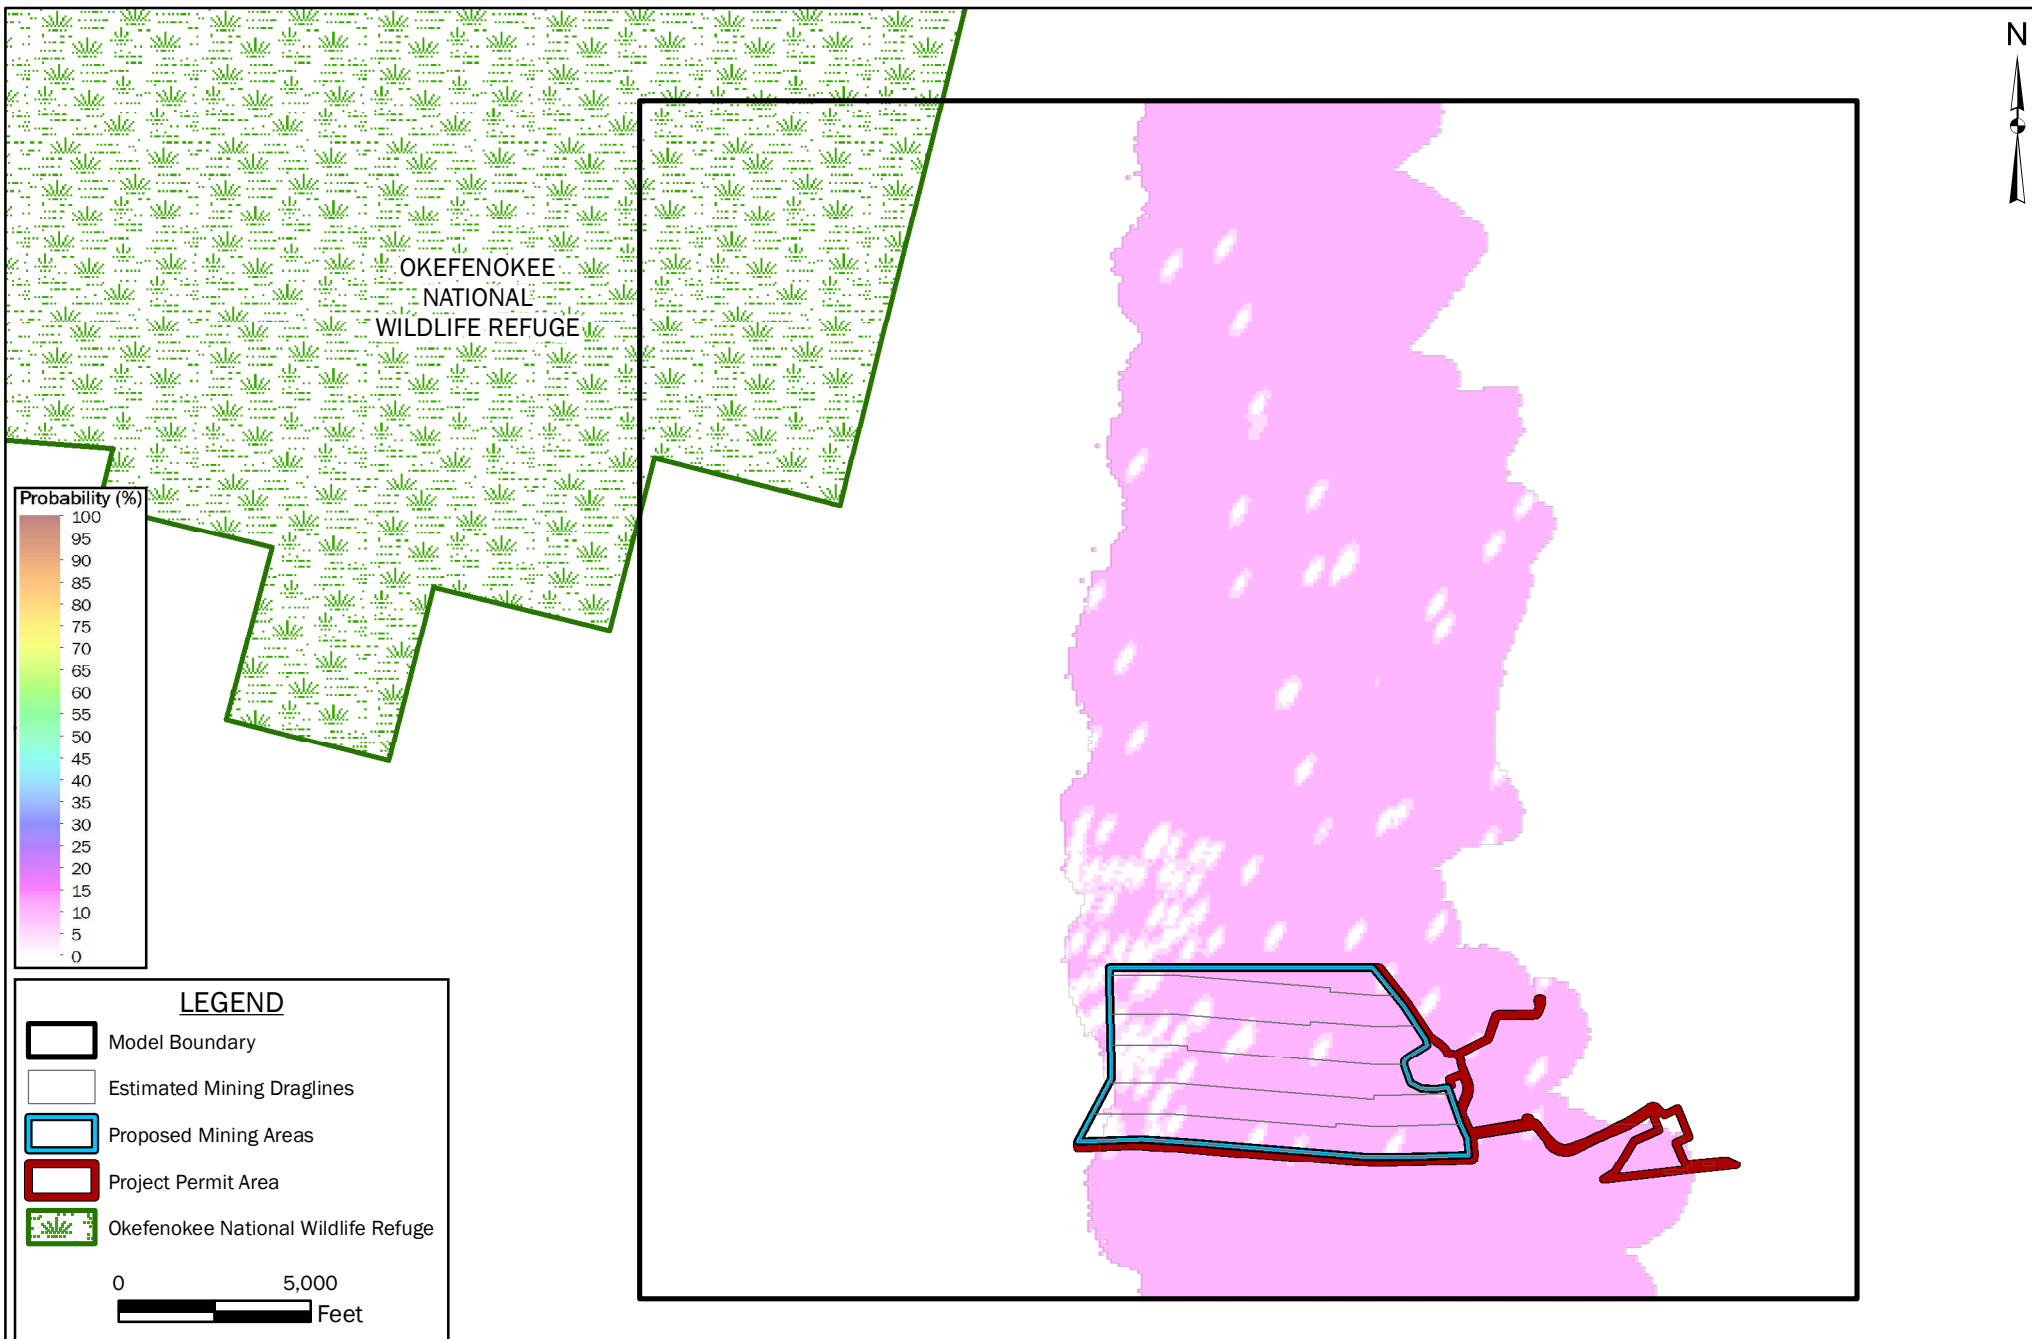 N
OKEFENOKEE
NATIONAL
WILDLIFE REFUGE
Probability (%)
100
95
90
85
80
75
70
65
60
55
50
45
40
35
30
25
20
15
10
5
0
LEGEND
Model Boundary
Estimated Mining Draglines
Proposed Mining Areas
Project Permit Area
Okefenokee National Wildlife Refuge
0 5,000
Feet